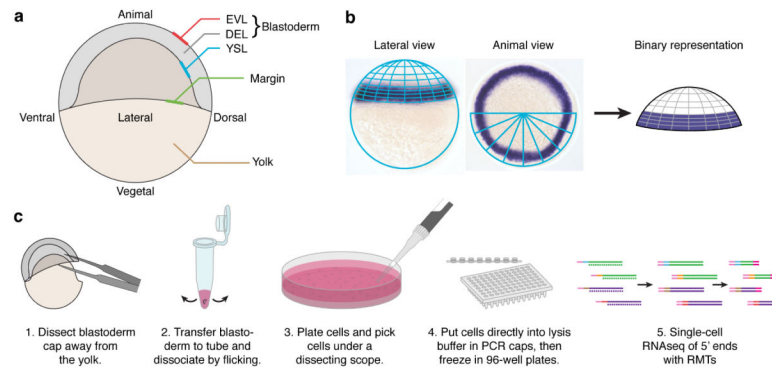 a
Animal
EVL
DEL
Blastoderm
YSL
Margin
Ventral
Lateral
Dorsal
Yolk
Vegetal
b
Lateral view
Animal view
Binary representation
c
1. Dissect blastoderm
cap away from
the yolk.
2. Transfer blasto-
derm to tube and
dissociate by flicking.
3. Plate cells and pick
cells under a
dissecting scope.
4. Put cells directly into lysis
buffer in PCR caps, then
freeze in 96-well plates.
5. Single-cell
RNAseq of 5' ends
with RMTs